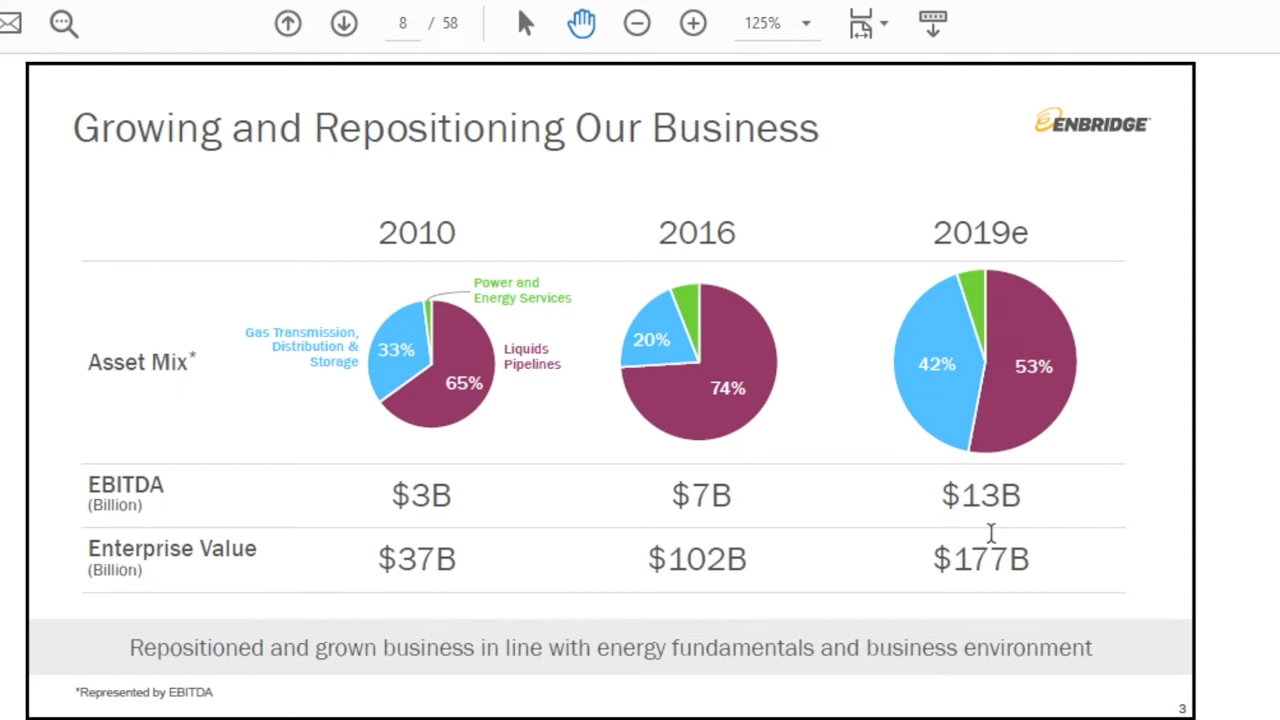 8 / 58
125%
Growing and Repositioning Our Business
ENBRIDGE
2010
2016
2019e
Asset Mix*
Gas Transmission,
Distribution &
Storage
33%
65%
Power and
Energy Services
Liquids
Pipelines
20%
74%
42%
53%
EBITDA
(Billion)
$3B
$7B
$13B
Enterprise Value
(Billion)
$37B
$102B
$177B
Repositioned and grown business in line with energy fundamentals and business environment
*Represented by EBITDA
3